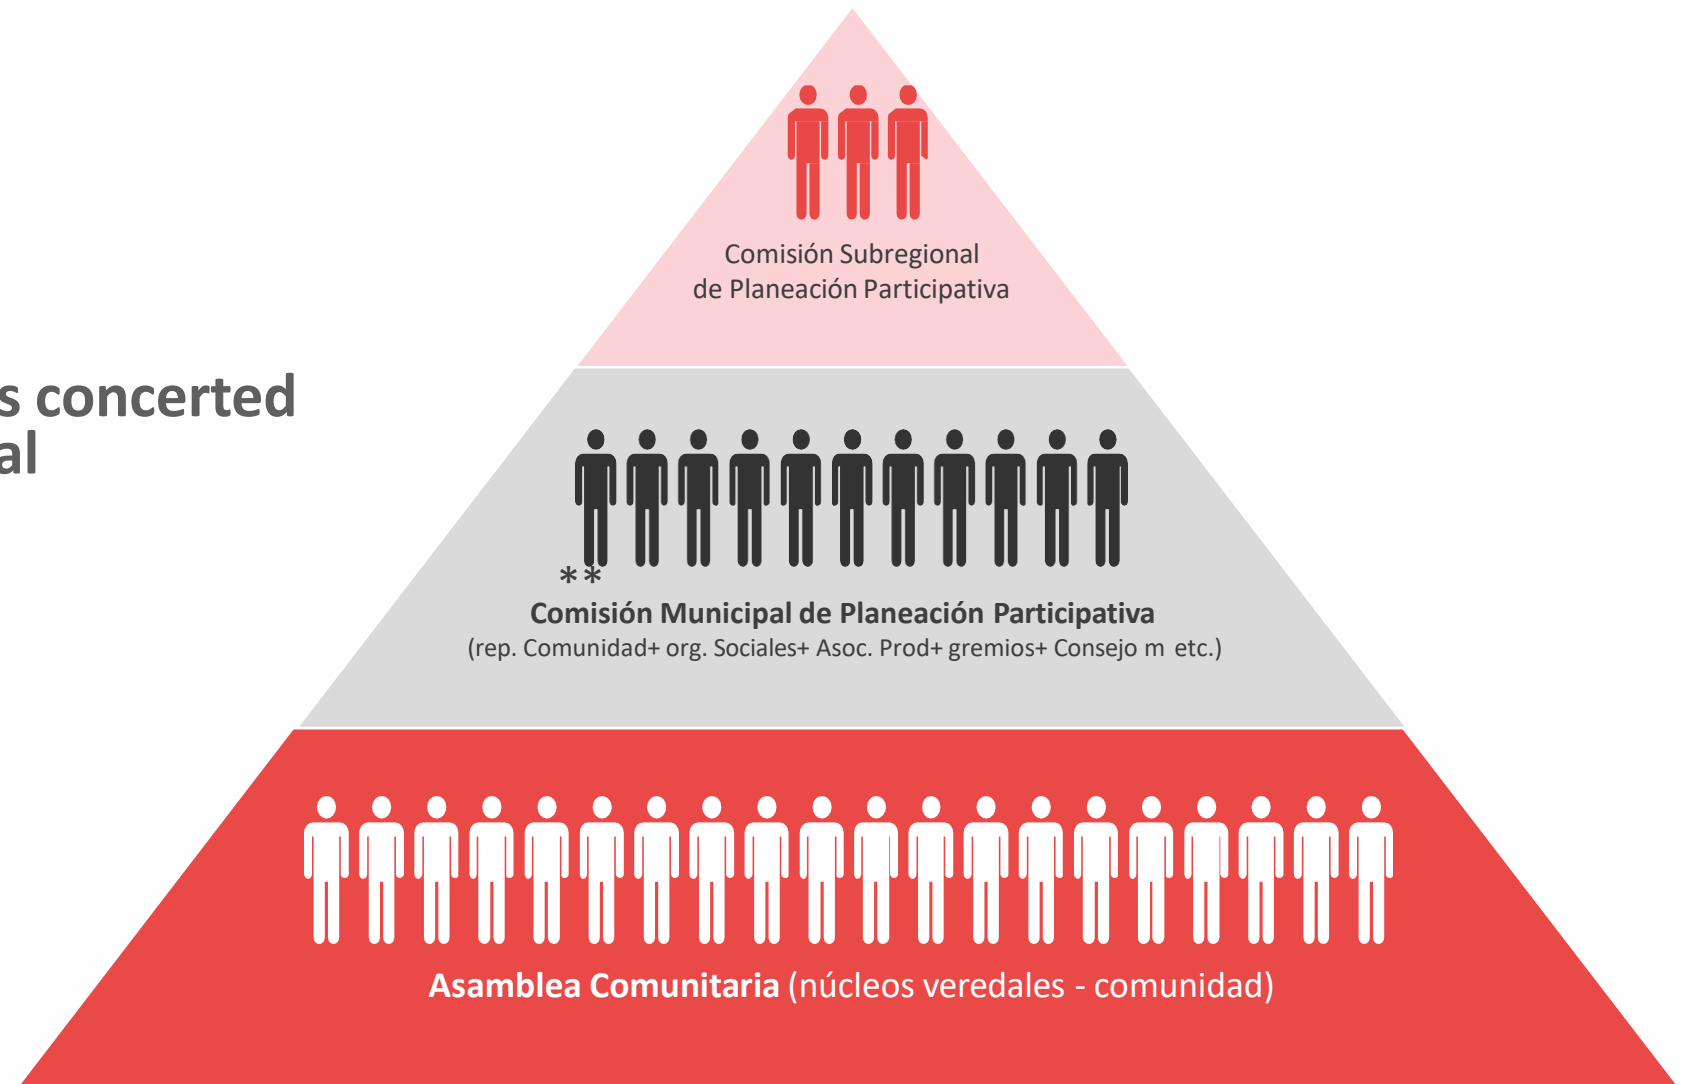 Comisión Subregional
de Planeación Participativa
s concerted
al
**
Comisión Municipal de Planeación Participativa
(rep. Comunidad+ org. Sociales+ Asoc. Prod+ gremios+ Consejo m etc.)
Asamblea Comunitaria (núcleos veredales - comunidad)